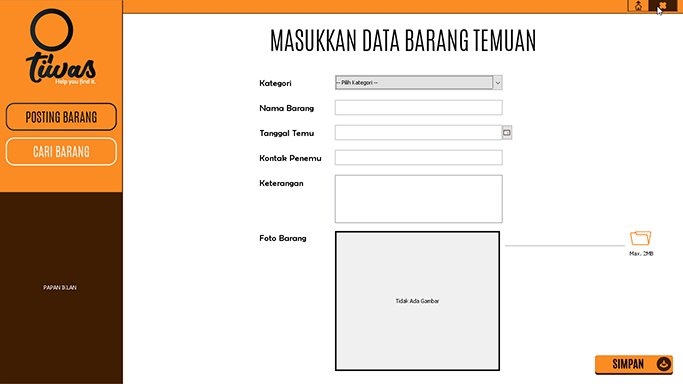 tiwas
Help you find it.
POSTING BARANG
CARI BARANG
PAPAN IKLAN
MASUKKAN DATA BARANG TEMUAN
Kategori
-- Pilih Kategori --
Nama Barang
Tanggal Temu
Kontak Penemu
Keterangan
Foto Barang
Tidak Ada Gambar
Max. 2MB
SIMPAN